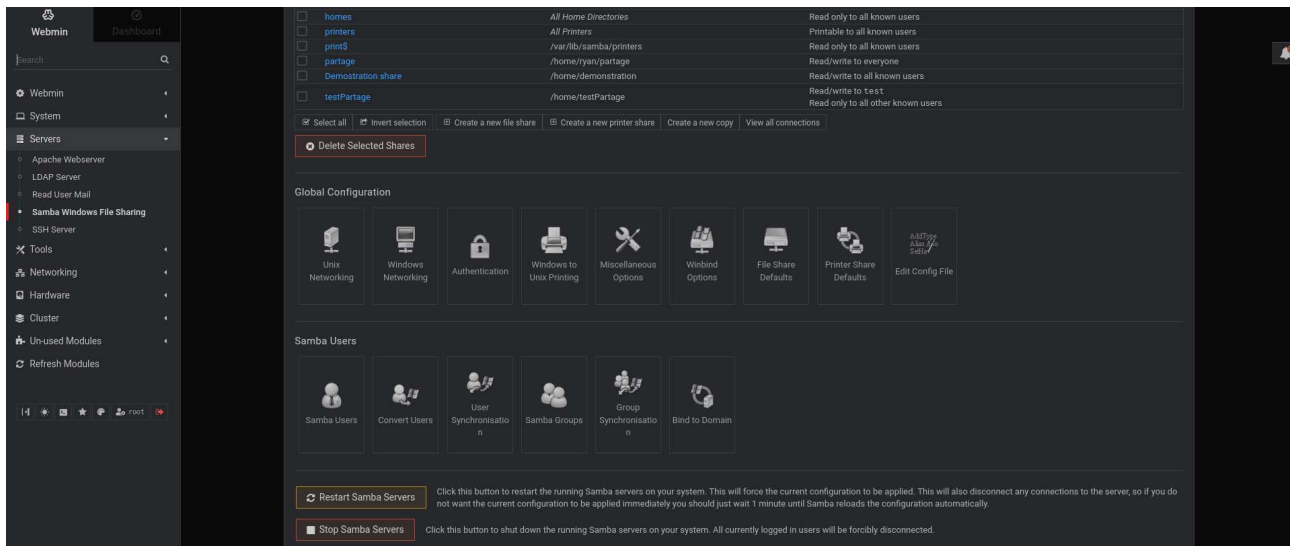 Webmin
Dashboard
Search
Webmin
System
Servers
Apache Webserver
LDAP Server
Read User Mail
Samba Windows File Sharing
SSH Server
Tools
Networking
Hardware
Cluster
Un-used Modules
Refresh Modules
root
homes All Home Directories Read only to all known users
printers All Printers Printable to all known users
print$ /var/lib/samba/printers Read only to all known users
partage /home/ryan/partage Read/write to everyone
Demostration share /home/demonstration Read/write to all known users
testPartage /home/testPartage Read/write to test
Read only to all other known users
Select all Invert selection Create a new file share Create a new printer share Create a new copy View all connections
Delete Selected Shares
Global Configuration
Unix
Networking
Windows
Networking
Authentication
Windows to
Unix Printing
Miscellaneous
Options
Winbind
Options
File Share
Defaults
Printer Share
Defaults
AddType
Edit Config File
Samba Users
Samba Users
Convert Users
User
Synchronisatio
n
Samba Groups
Group
Synchronisatio
n
Bind to Domain
Restart Samba Servers
Click this button to restart the running Samba servers on your system. This will force the current configuration to be applied. This will also disconnect any connections to the server, so if you do
not want the current configuration to be applied immediately you should just wait 1 minute until Samba reloads the configuration automatically.
Stop Samba Servers
Click this button to shut down the running Samba servers on your system. All currently logged in users will be forcibly disconnected.